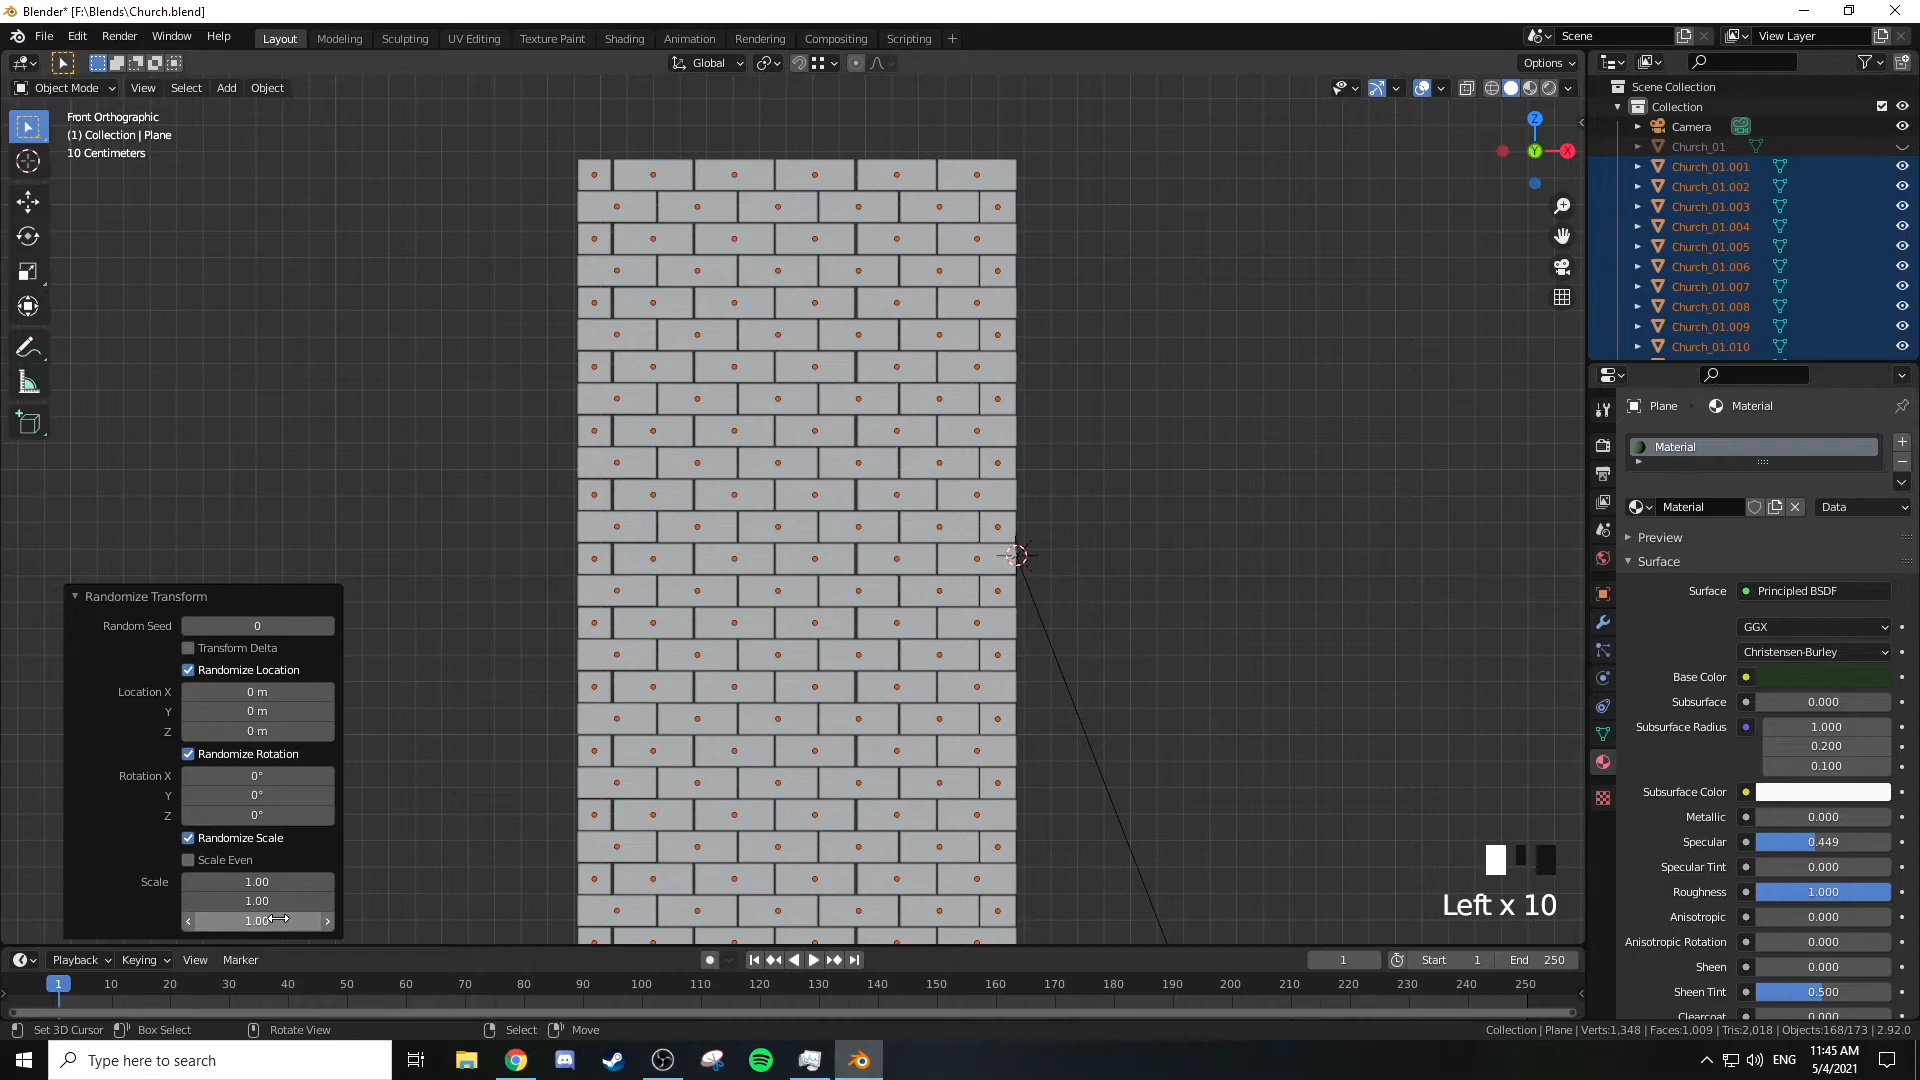 Blender* [F:\Blends\Church.blend]
File Edit Render Window Help
Layout Modeling Sculpting UV Editing Texture Paint Shading Animation Rendering Compositing Scripting +
Scene
View Layer
Global
Options
Object Mode View Select Add Object
Front Orthographic
(1) Collection | Plane
10 Centimeters
Z
Y
X
Scene Collection
Collection
Camera
Church_01
Church_01.001
Church_01.002
Church_01.003
Church_01.004
Church_01.005
Church_01.006
Church_01.007
Church_01.008
Church_01.009
Church_01.010
Plane Material
Material
Material Data
Preview
Surface
Surface Principled BSDF
GGX
Christensen-Burley
Base Color
Subsurface 0.000
Subsurface Radius 1.000
0.200
0.100
Subsurface Color
Metallic 0.000
Specular 0.449
Specular Tint 0.000
Roughness 1.000
Anisotropic 0.000
Anisotropic Rotation 0.000
Sheen 0.000
Sheen Tint 0.500
Clearcoat 0.000
Randomize Transform
Random Seed 0
Transform Delta
Randomize Location
Location X 0 m
Y 0 m
Z 0 m
Randomize Rotation
Rotation X 0°
Y 0°
Z 0°
Randomize Scale
Scale Even
Scale 1.00
1.00
1.00
Left x 10
Playback Keying View Marker
1 Start 1 End 250
1 10 20 30 40 50 60 70 80 90 100 110 120 130 140 150 160 170 180 190 200 210 220 230 240 250
Set 3D Cursor Box Select Rotate View Select Move
Collection | Plane | Verts:1,348 | Faces:1,009 | Tris:2,018 | Objects:168/173 | 2.92.0
Type here to search
ENG
11:45 AM
5/4/2021